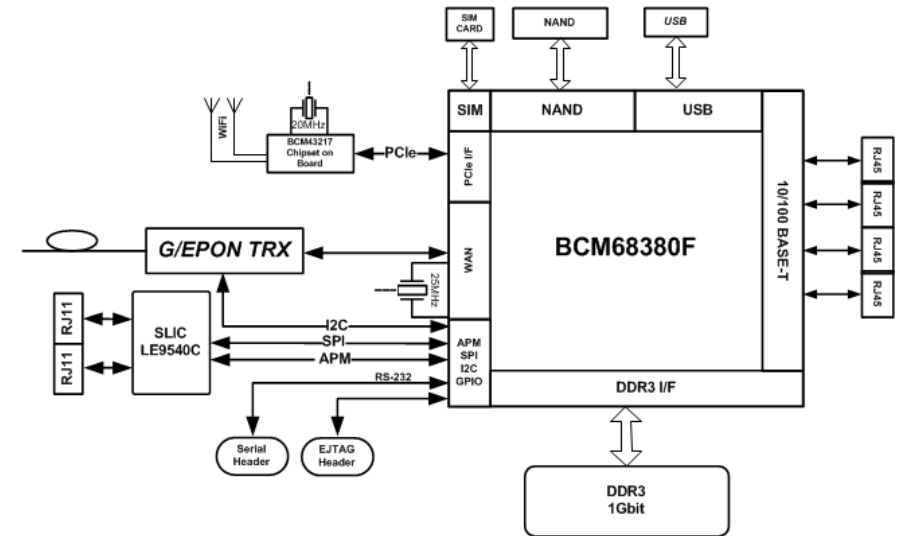 SIM
CARD
NAND
USB
SIM
NAND
USB
WiFi
20MHz
BCM43217
Chipset on
Board
PCIe
PCIe I/F
10/100 BASE-T
RJ45
RJ45
RJ45
RJ45
BCM68380F
G/EPON TRX
WAN
25MHz
RJ11
RJ11
SLIC
LE9540C
I2C
SPI
APM
RS-232
APM
SPI
I2C
GPIO
DDR3 I/F
Serial
Header
EJTAG
Header
DDR3
1Gbit